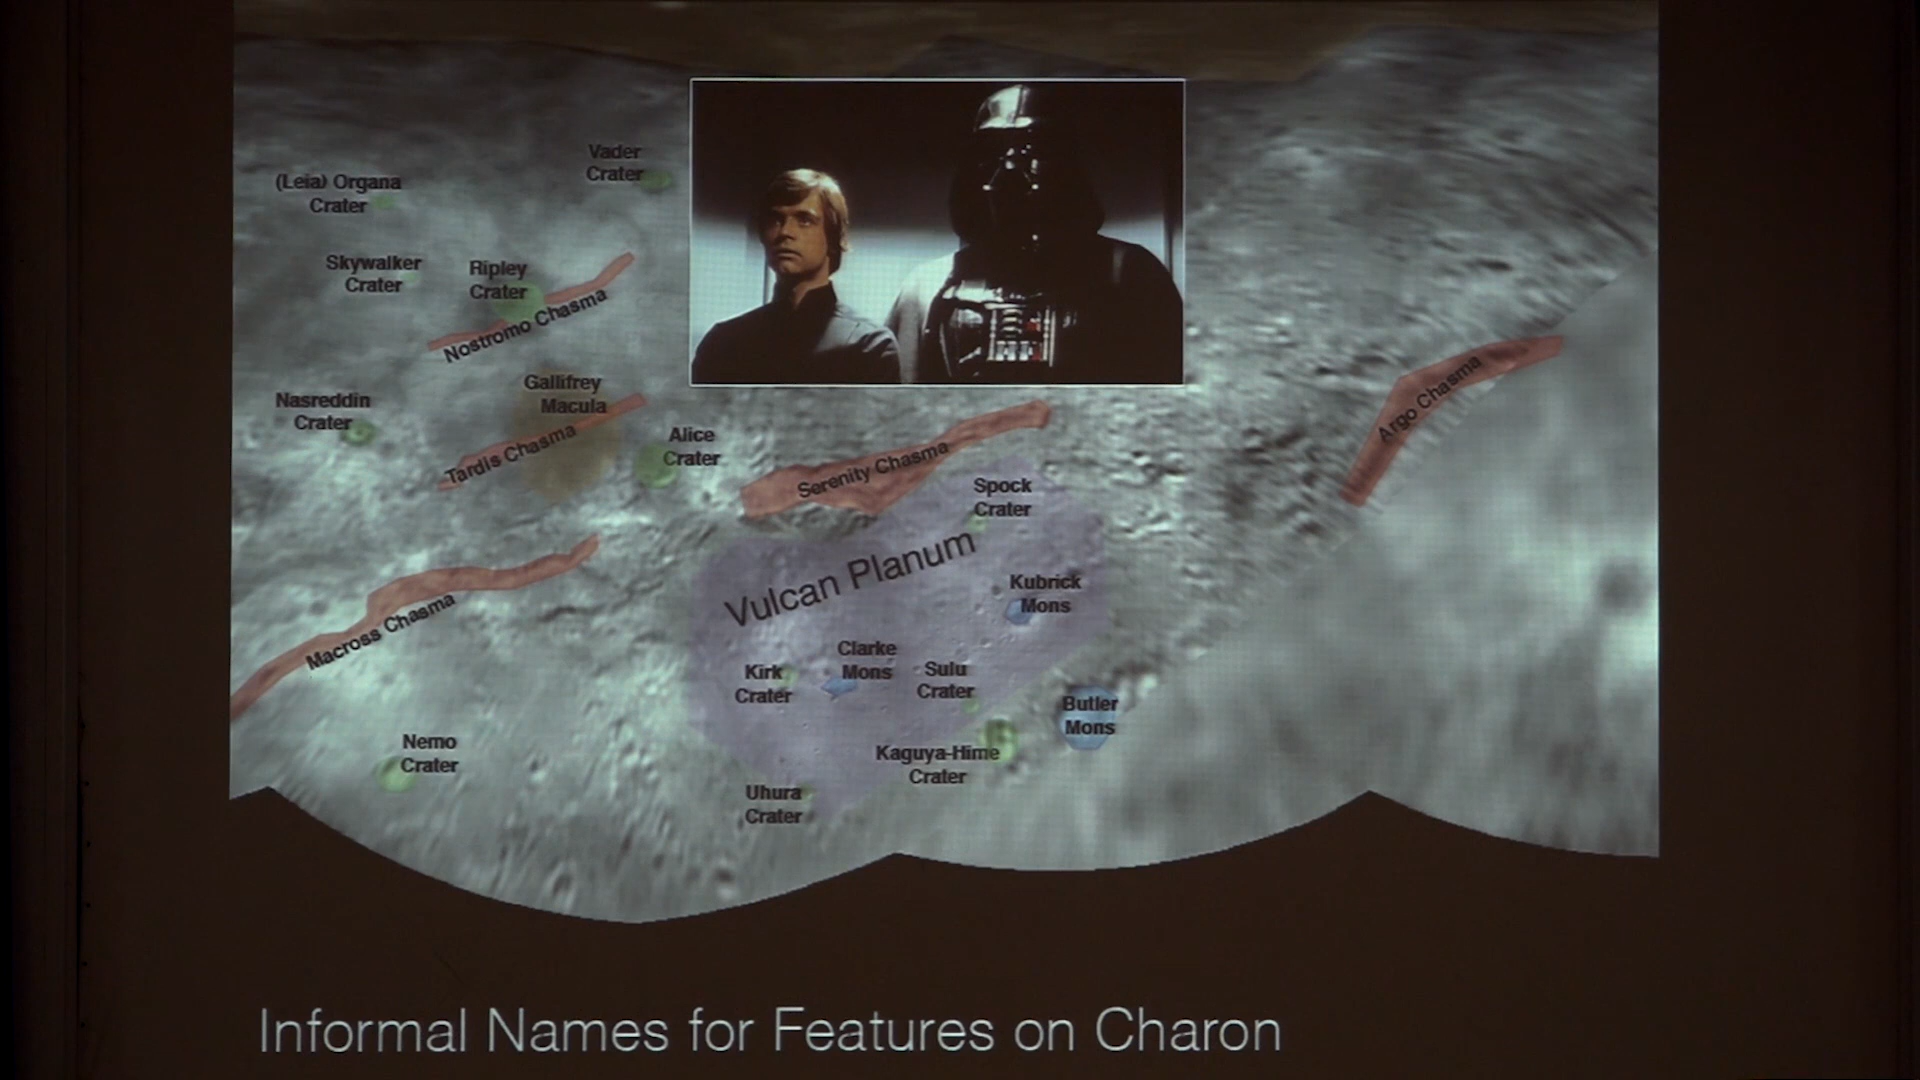 Vader
Crater
(Leia) Organa
Crater
Skywalker
Crater
Ripley
Crater
Nostromo Chasma
Gallifrey
Macula
Nasreddin
Crater
Tardis Chasma
Alice
Crater
Argo Chasma
Serenity Chasma
Spock
Crater
Vulcan Planum
Kubrick
Mons
Macross Chasma
Clarke
Mons
Kirk
Crater
Sulu
Crater
Butler
Mons
Nemo
Crater
Kaguya-Hime
Crater
Uhura
Crater
Informal Names for Features on Charon